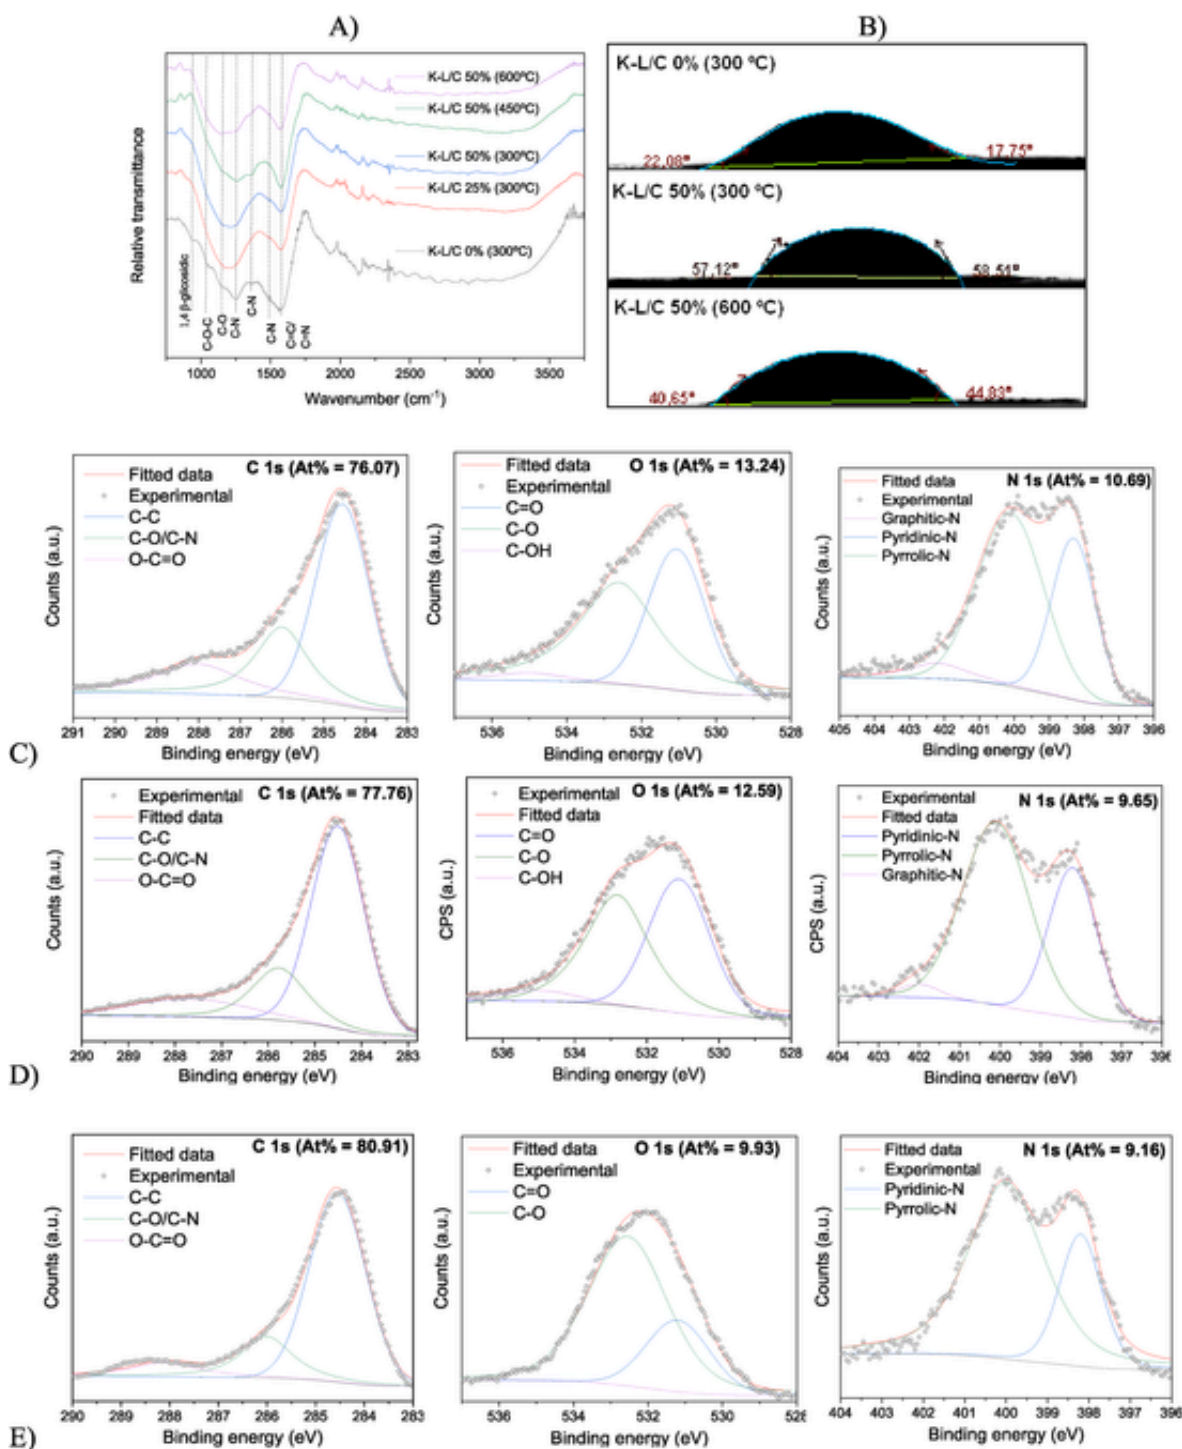 A)
K-L/C 50% (600ºC)
K-L/C 50% (450ºC)
K-L/C 50% (300ºC)
K-L/C 25% (300ºC)
K-L/C 0% (300ºC)
Relative transmittance
1,4 β-glicosidic
C-O-C
C-O
C-N
C-N
C-N
C=C/
C=N
1000 1500 2000 2500 3000 3500
Wavenumber (cm⁻¹)
B)
K-L/C 0% (300 ºC)
22,08° 17,75°
K-L/C 50% (300 ºC)
57,12° 58,51°
K-L/C 50% (600 ºC)
40,65° 44,83°
C)
C 1s (At% = 76.07)
Fitted data
Experimental
C-C
C-O/C-N
O-C=O
Counts (a.u.)
291 290 289 288 287 286 285 284 283
Binding energy (eV)
O 1s (At% = 13.24)
Fitted data
Experimental
C=O
C-O
C-OH
Counts (a.u.)
536 534 532 530 528
Binding energy (eV)
N 1s (At% = 10.69)
Fitted data
Experimental
Graphitic-N
Pyridinic-N
Pyrrolic-N
Counts (a.u.)
405 404 403 402 401 400 399 398 397 396
Binding energy (eV)
D)
C 1s (At% = 77.76)
Experimental
Fitted data
C-C
C-O/C-N
O-C=O
Counts (a.u.)
290 289 288 287 286 285 284 283
Binding energy (eV)
O 1s (At% = 12.59)
Experimental
Fitted data
C=O
C-O
C-OH
CPS (a.u.)
536 534 532 530 528
Binding energy (eV)
N 1s (At% = 9.65)
Experimental
Fitted data
Pyridinic-N
Pyrrolic-N
Graphitic-N
CPS (a.u.)
404 403 402 401 400 399 398 397 396
Binding energy (eV)
E)
C 1s (At% = 80.91)
Fitted data
Experimental
C-C
C-O/C-N
O-C=O
Counts (a.u.)
290 289 288 287 286 285 284 283
Binding energy (eV)
O 1s (At% = 9.93)
Fitted data
Experimental
C=O
C-O
Counts (a.u.)
536 534 532 530 528
Binding energy (eV)
N 1s (At% = 9.16)
Fitted data
Experimental
Pyridinic-N
Pyrrolic-N
Counts (a.u.)
404 403 402 401 400 399 398 397 396
Binding energy (eV)